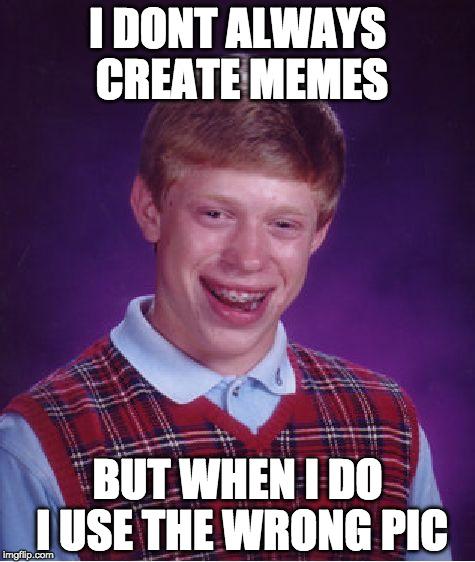 I DONT ALWAYS
CREATE MEMES
BUT WHEN I DO
I USE THE WRONG PIC
imgflip.com